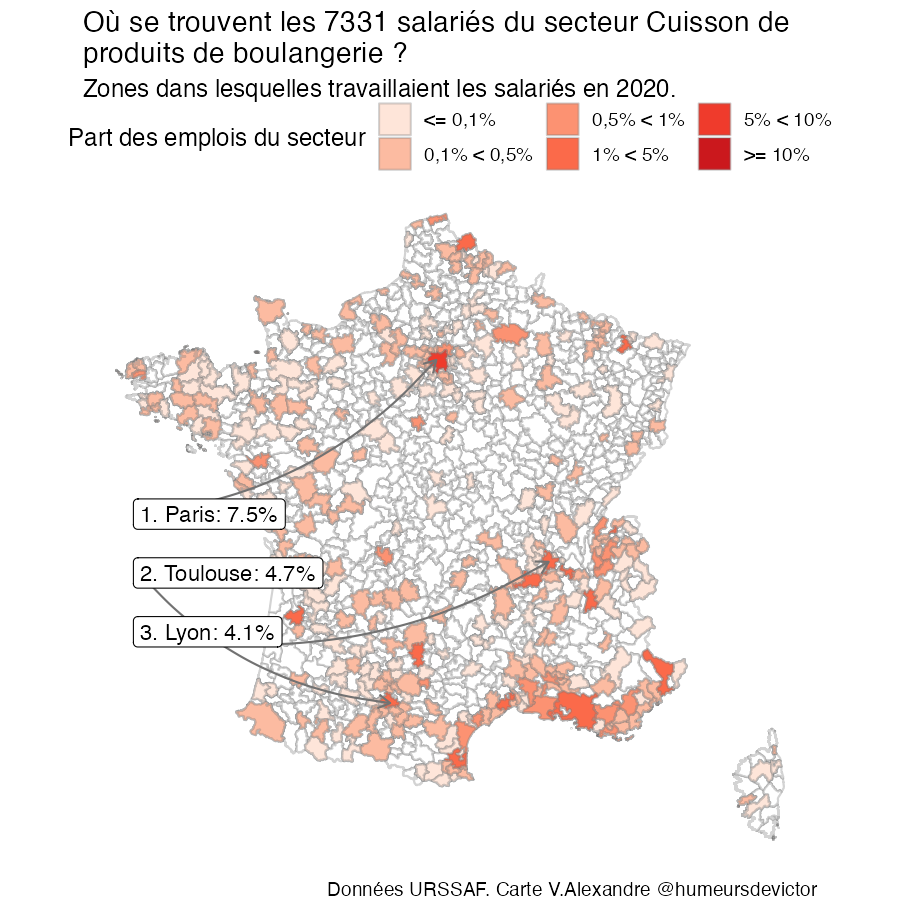 Où se trouvent les 7331 salariés du secteur Cuisson de
produits de boulangerie ?
Zones dans lesquelles travaillaient les salariés en 2020.
Part des emplois du secteur
<= 0,1%
0,1% < 0,5%
0,5% < 1%
1% < 5%
5% < 10%
>= 10%
1. Paris: 7.5%
2. Toulouse: 4.7%
3. Lyon: 4.1%
Données URSSAF. Carte V.Alexandre @humeursdevictor